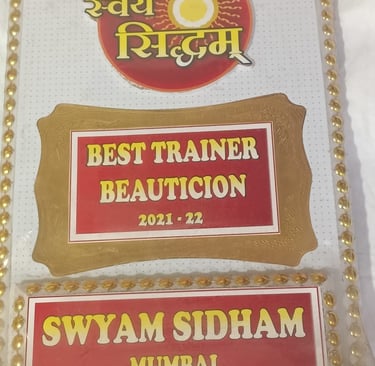 स्वयं
सिद्धम्
BEST TRAINER
BEAUTICION
2021 - 22
SWYAM SIDHAM
MUMBAI